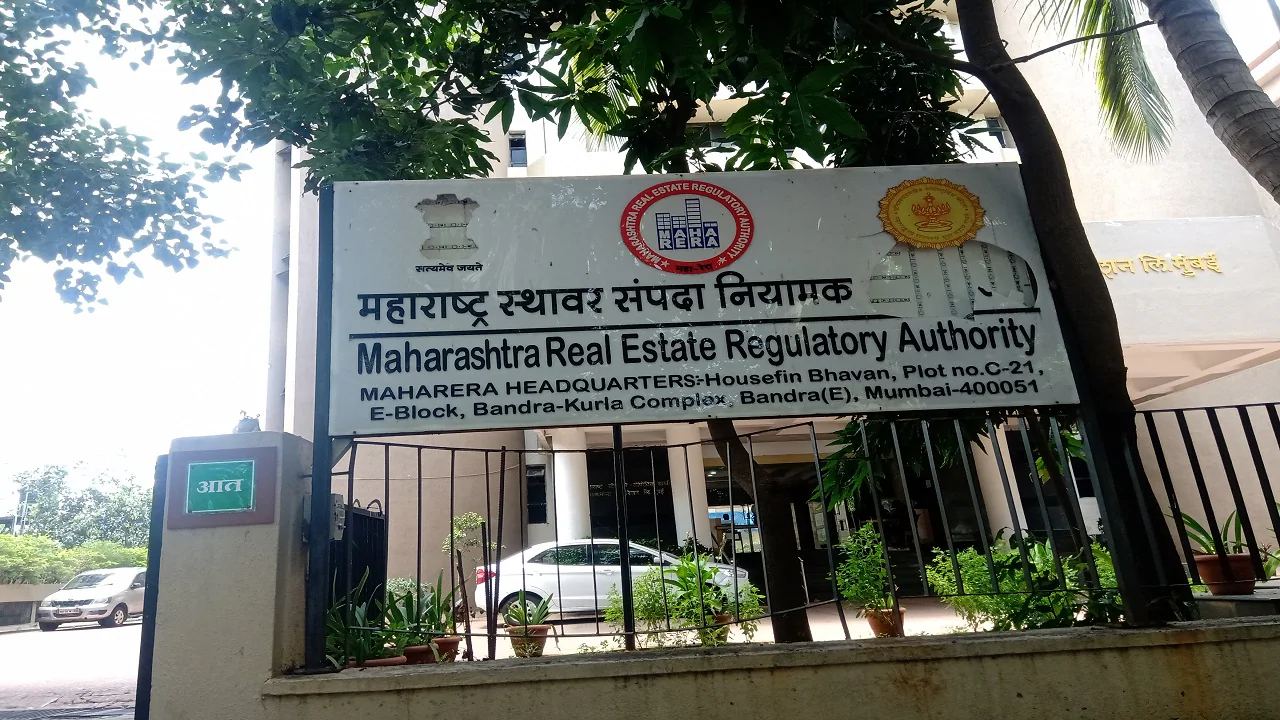 सत्यमेव जयते
MAHARASHTRA REAL ESTATE REGULATORY AUTHORITY
MAHA
RERA
महा-रेरा
महाराष्ट्र स्थावर संपदा नियामक
Maharashtra Real Estate Regulatory Authority
MAHARERA HEADQUARTERS:-Housefin Bhavan, Plot no.C-21,
E-Block, Bandra-Kurla Complex, Bandra(E), Mumbai-400051
आत
लि. मुंबई